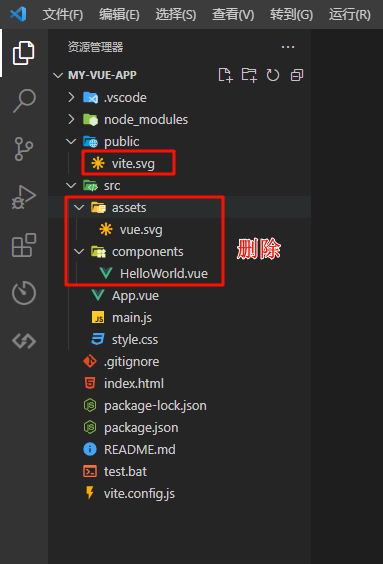 文件(F) 编辑(E) 选择(S) 查看(V) 转到(G) 运行(R)
资源管理器
MY-VUE-APP
.vscode
node_modules
public
vite.svg
src
assets
vue.svg
components
删除
HelloWorld.vue
App.vue
main.js
style.css
.gitignore
index.html
package-lock.json
package.json
README.md
test.bat
vite.config.js